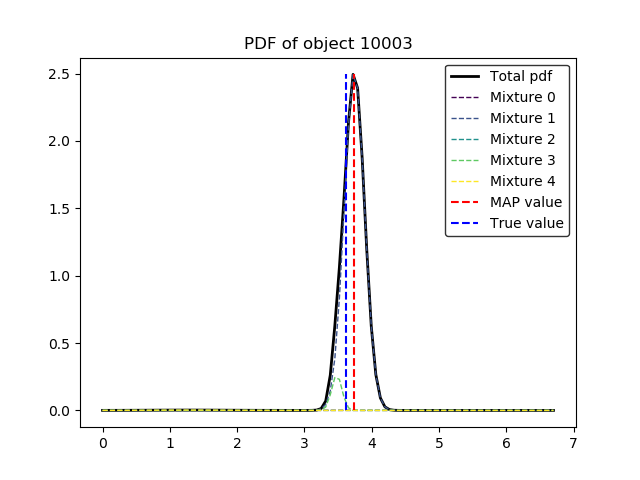 PDF of object 10003
2.5
2.0
1.5
1.0
0.5
0.0
0 1 2 3 4 5 6 7
Total pdf
Mixture 0
Mixture 1
Mixture 2
Mixture 3
Mixture 4
MAP value
True value